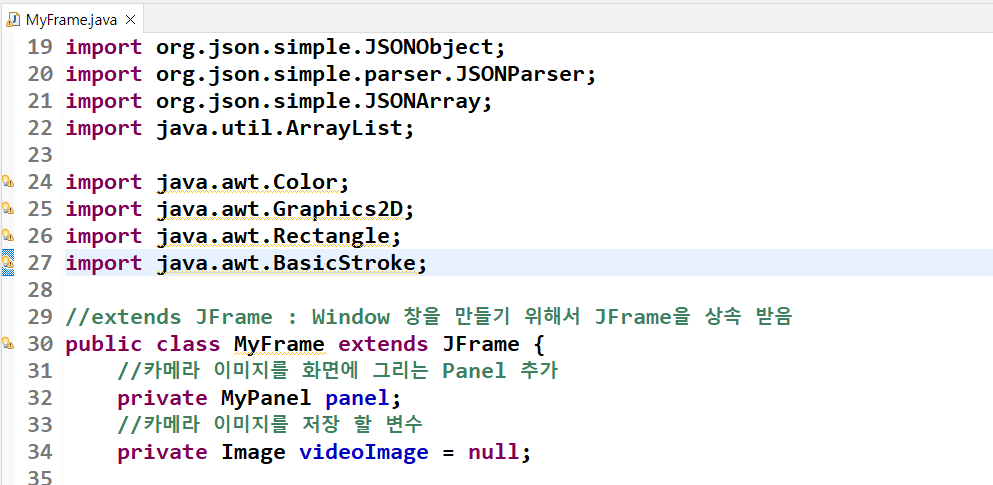 MyFrame.java
19 import org.json.simple.JSONObject;
20 import org.json.simple.parser.JSONParser;
21 import org.json.simple.JSONArray;
22 import java.util.ArrayList;
23
24 import java.awt.Color;
25 import java.awt.Graphics2D;
26 import java.awt.Rectangle;
27 import java.awt.BasicStroke;
28
29 //extends JFrame : Window 창을 만들기 위해서 JFrame을 상속 받음
30 public class MyFrame extends JFrame {
31 //카메라 이미지를 화면에 그리는 Panel 추가
32 private MyPanel panel;
33 //카메라 이미지를 저장 할 변수
34 private Image videoImage = null;
35